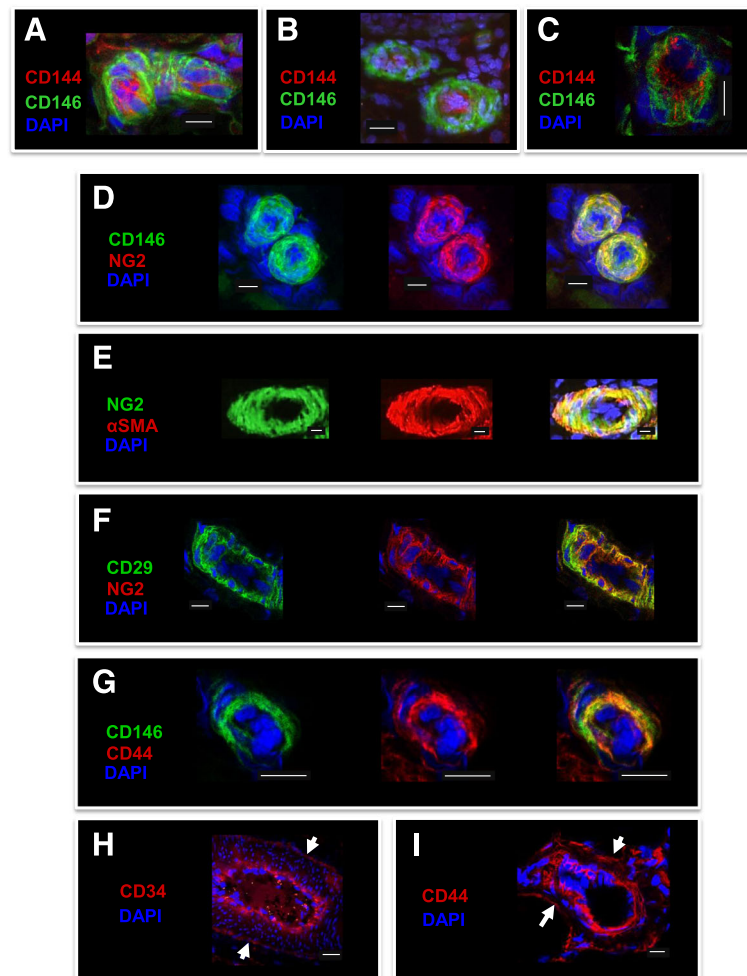 A
CD144
CD146
DAPI
B
CD144
CD146
DAPI
C
CD144
CD146
DAPI
D
CD146
NG2
DAPI
E
NG2
αSMA
DAPI
F
CD29
NG2
DAPI
G
CD146
CD44
DAPI
H
CD34
DAPI
I
CD44
DAPI